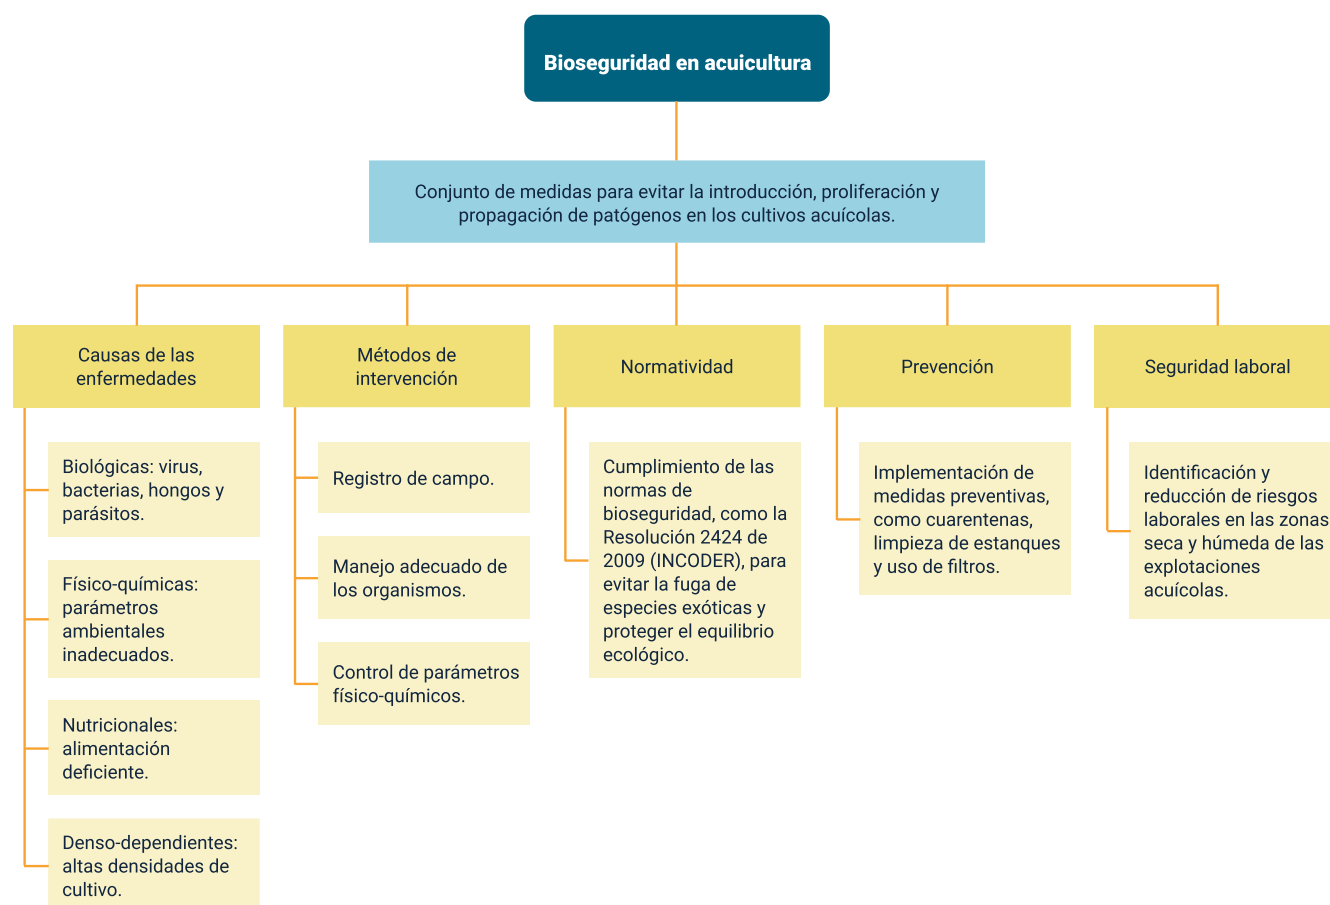 Bioseguridad en acuicultura
Conjunto de medidas para evitar la introducción, proliferación y
propagación de patógenos en los cultivos acuícolas.
Causas de las
enfermedades
Biológicas: virus,
bacterias, hongos y
parásitos.
Físico-químicas:
parámetros
ambientales
inadecuados.
Nutricionales:
alimentación
deficiente.
Denso-dependientes:
altas densidades de
cultivo.
Métodos de
intervención
Registro de campo.
Manejo adecuado de
los organismos.
Control de parámetros
físico-químicos.
Normatividad
Cumplimiento de las
normas de
bioseguridad, como la
Resolución 2424 de
2009 (INCODER), para
evitar la fuga de
especies exóticas y
proteger el equilibrio
ecológico.
Prevención
Implementación de
medidas preventivas,
como cuarentenas,
limpieza de estanques
y uso de filtros.
Seguridad laboral
Identificación y
reducción de riesgos
laborales en las zonas
seca y húmeda de las
explotaciones
acuícolas.